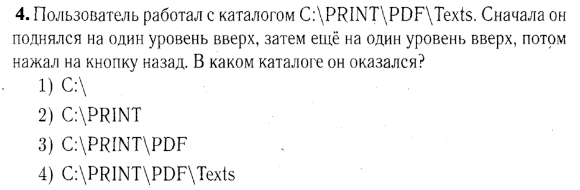 4. Пользователь работал с каталогом C:\PRINT\PDF\Texts. Сначала он
поднялся на один уровень вверх, затем ещё на один уровень вверх, потом
нажал на кнопку назад. В каком каталоге он оказался?
1) C:\
2) C:\PRINT
3) C:\PRINT\PDF
4) C:\PRINT\PDF\Texts